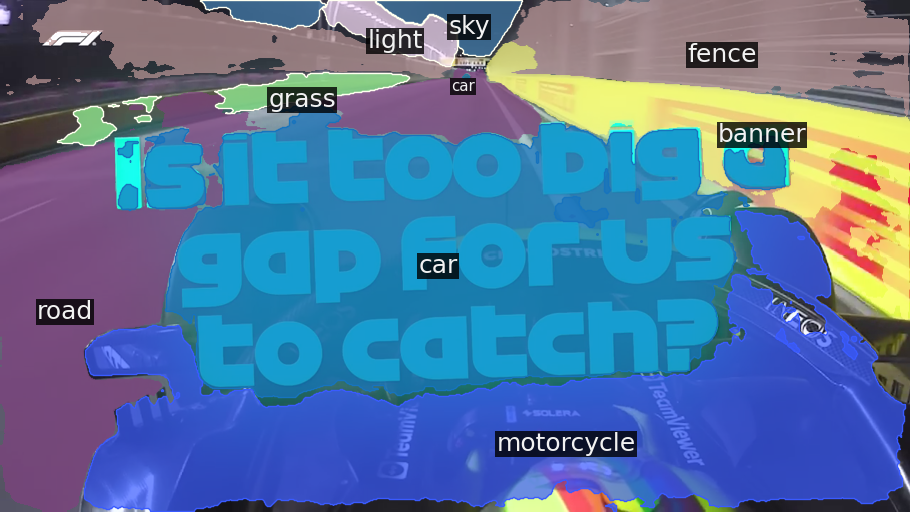 F1
sky
light
fence
car
grass
banner
Is it too big a
gap for us
car
to catch?
road
INEOS
SOLERA
TeamViewer
TeamViewer
motorcycle